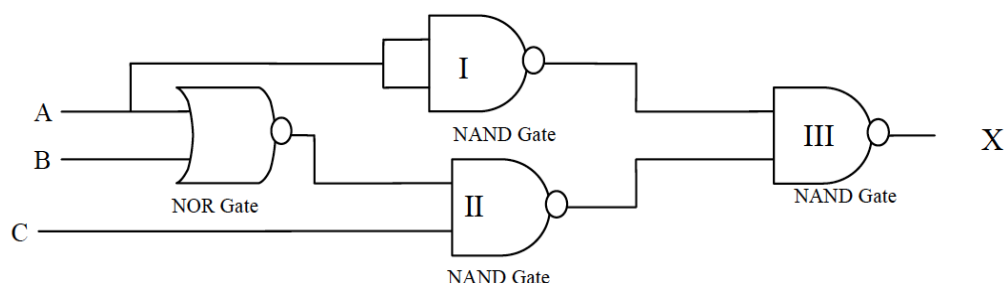 I
A
NAND Gate
III
X
B
II
NAND Gate
NOR Gate
C
NAND Gate